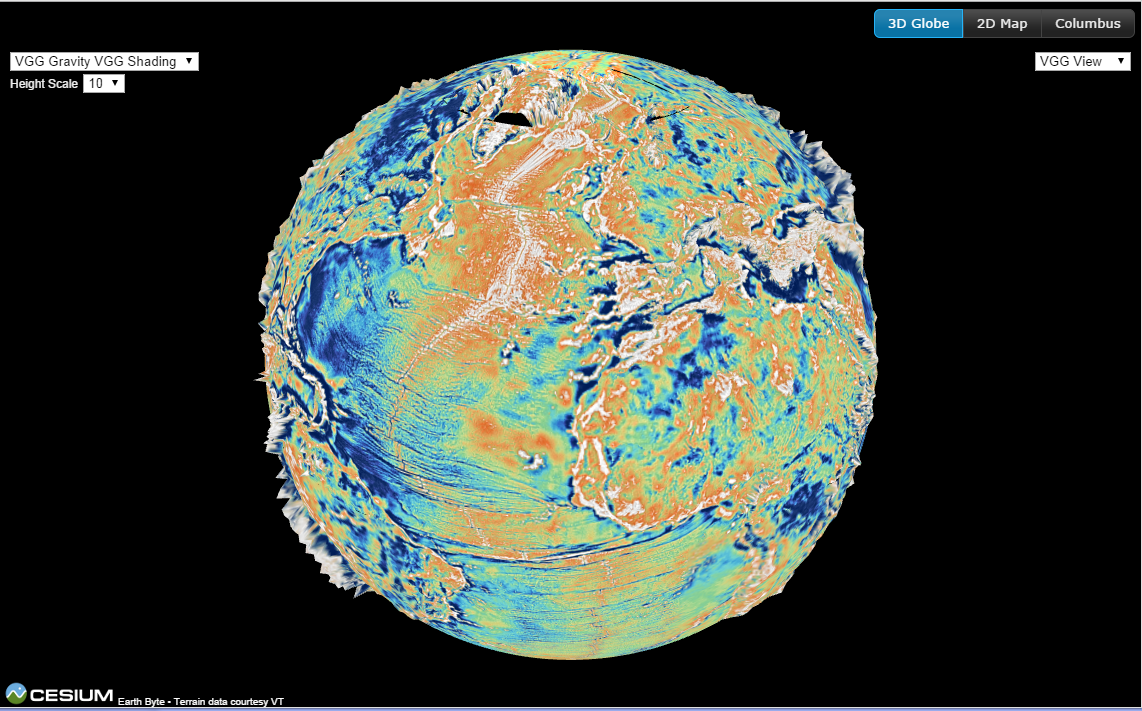 3D Globe 2D Map Columbus
VGG Gravity VGG Shading
VGG View
Height Scale 10
CESIUM Earth Byte - Terrain data courtesy VT